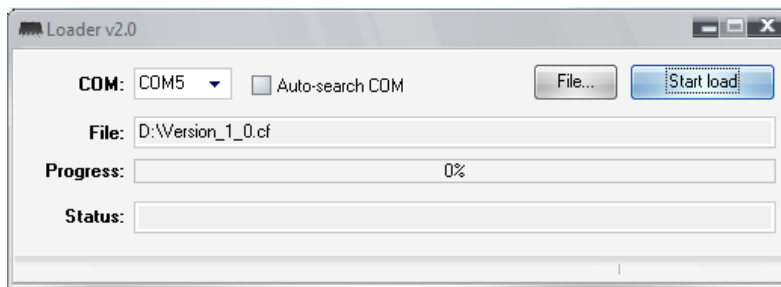 Loader v2.0
COM: COM5 Auto-search COM File... Start load
File: D:\Version_1_0.cf
Progress: 0%
Status: